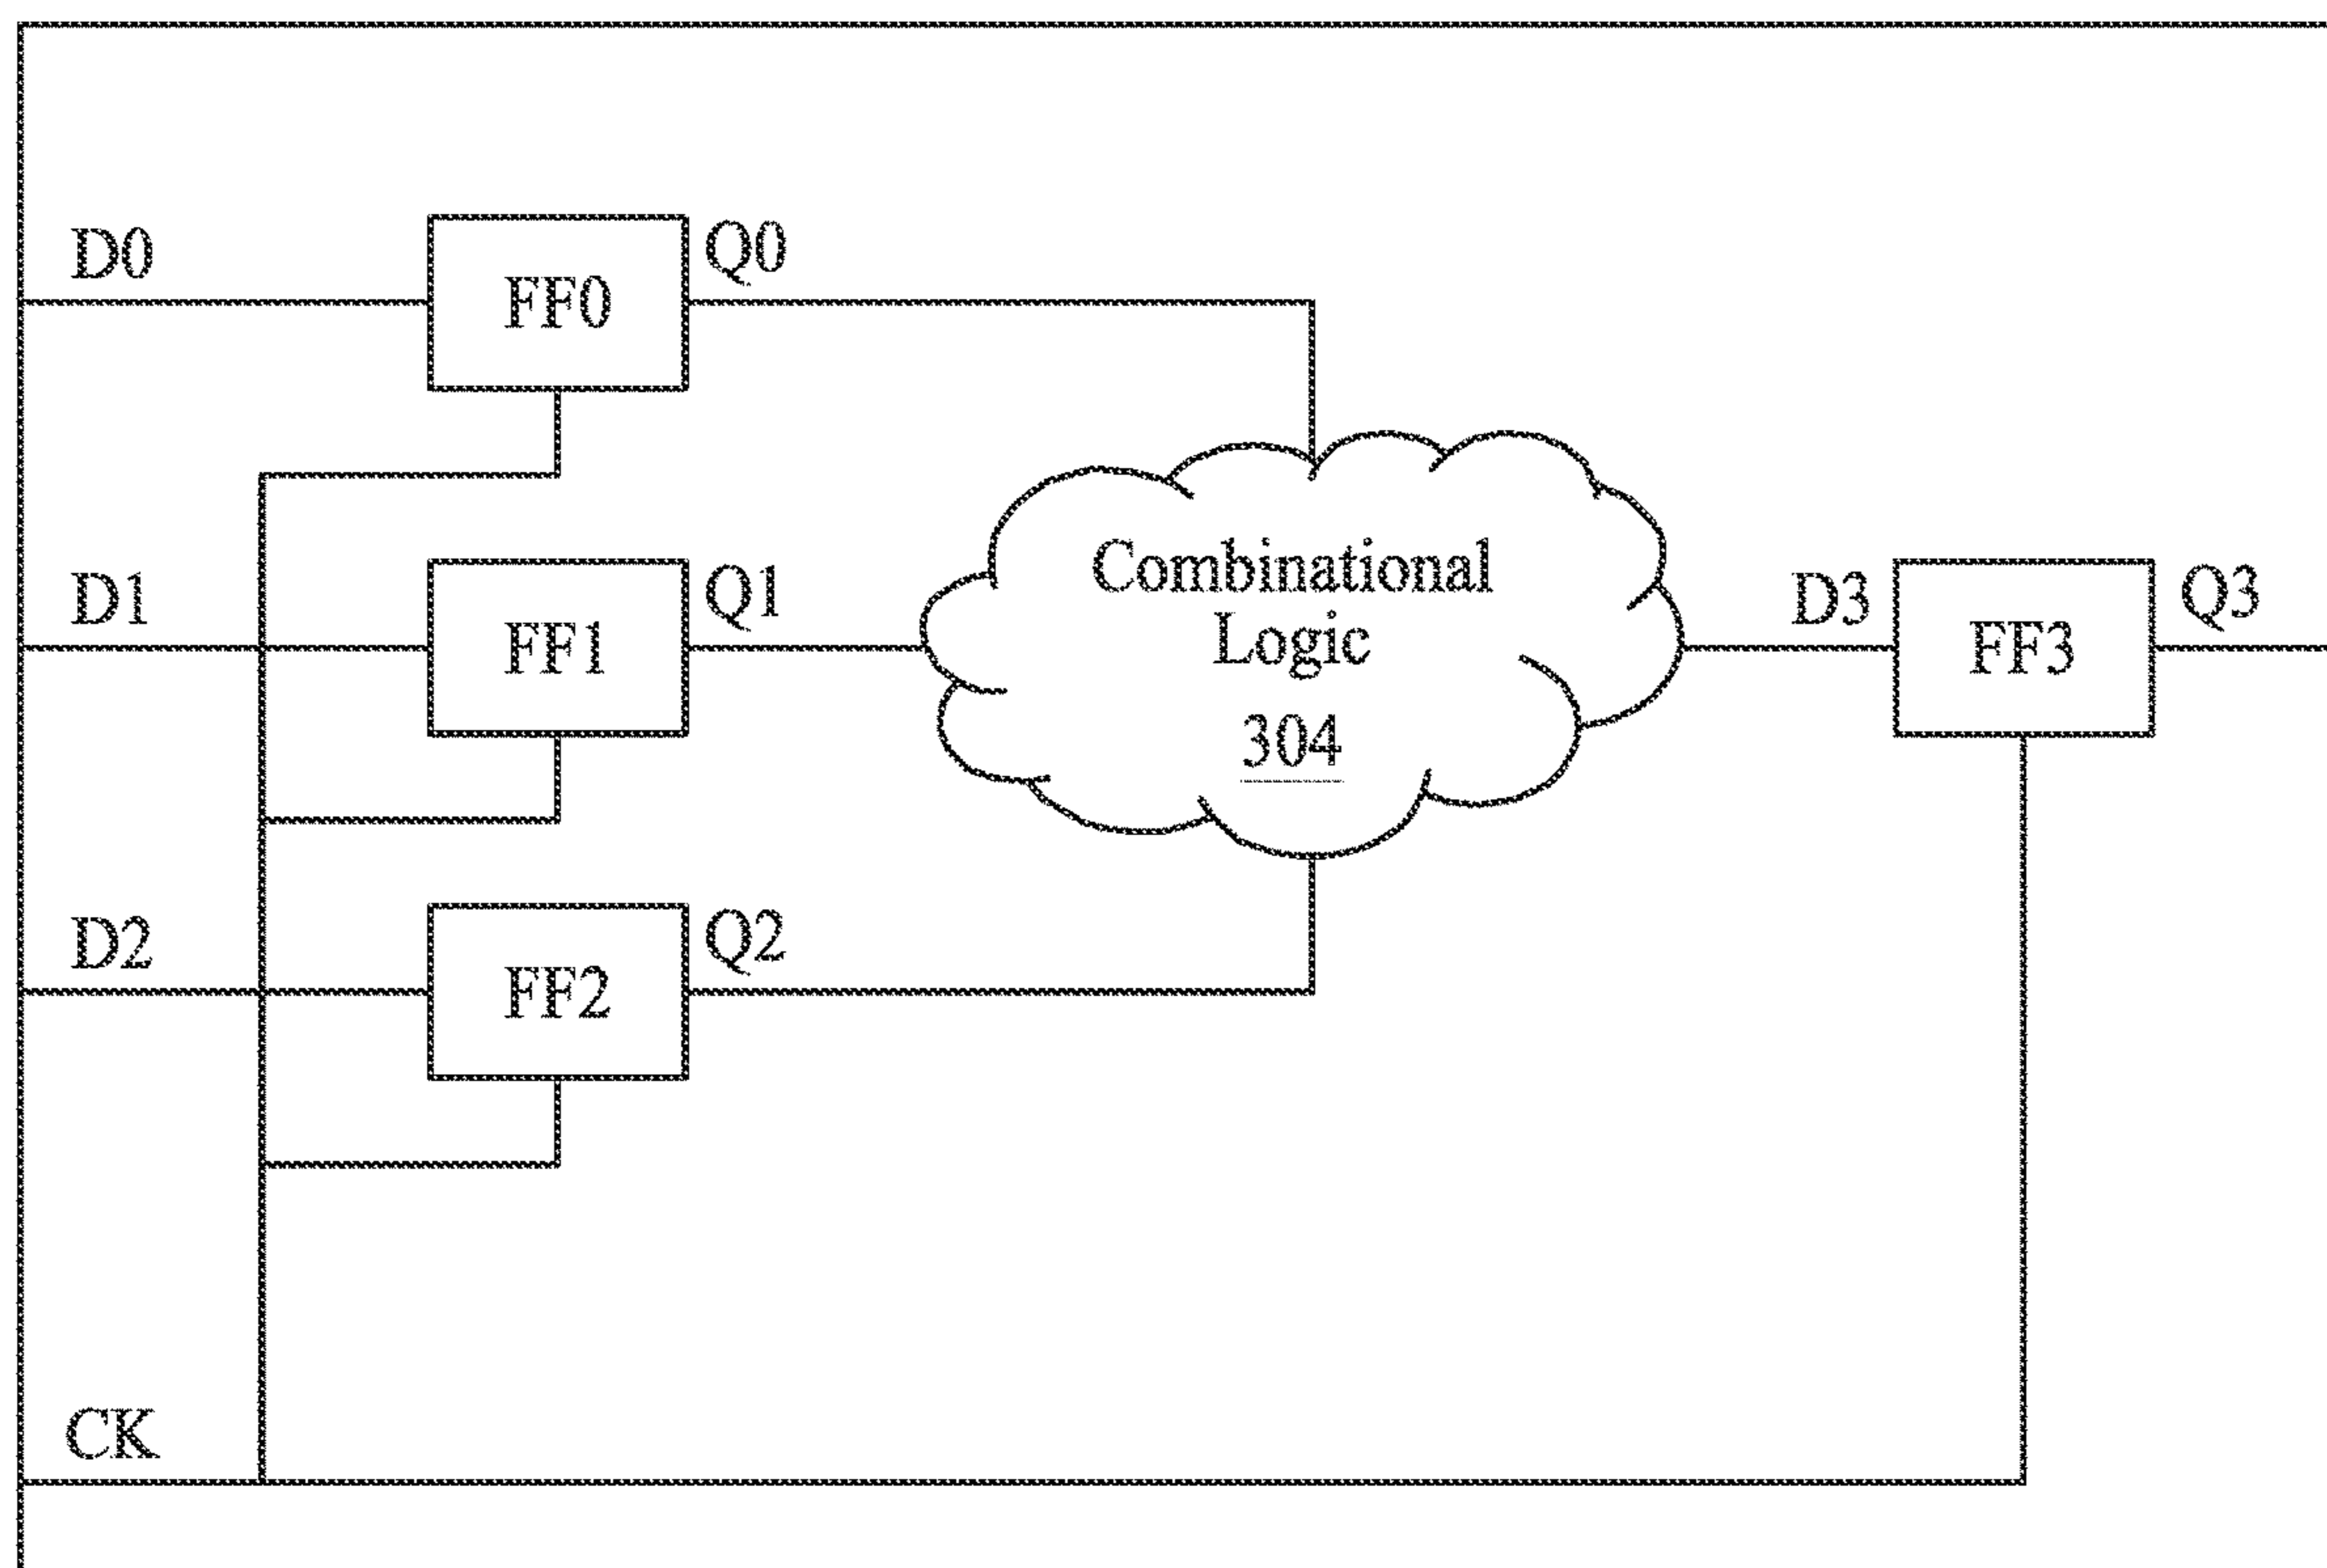 D0
FF0
Q0
D1
FF1
Q1
Combinational
Logic
304
D3
FF3
Q3
D2
FF2
Q2
CK